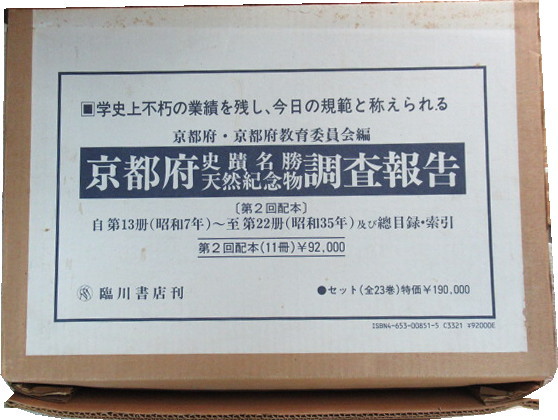 ■学史上不朽の業績を残し、今日の規範と称えられる
京都府・京都府教育委員会編
京都府史蹟名勝天然紀念物調査報告
〔第2回配本〕
自第13册(昭和7年)～至第22册(昭和35年)及び總目録・索引
第2回配本(11冊)¥92,000
臨川書店刊
●セット(全23巻)特価¥190,000
ISBN4-653-00851-5 C3321 ¥92000E